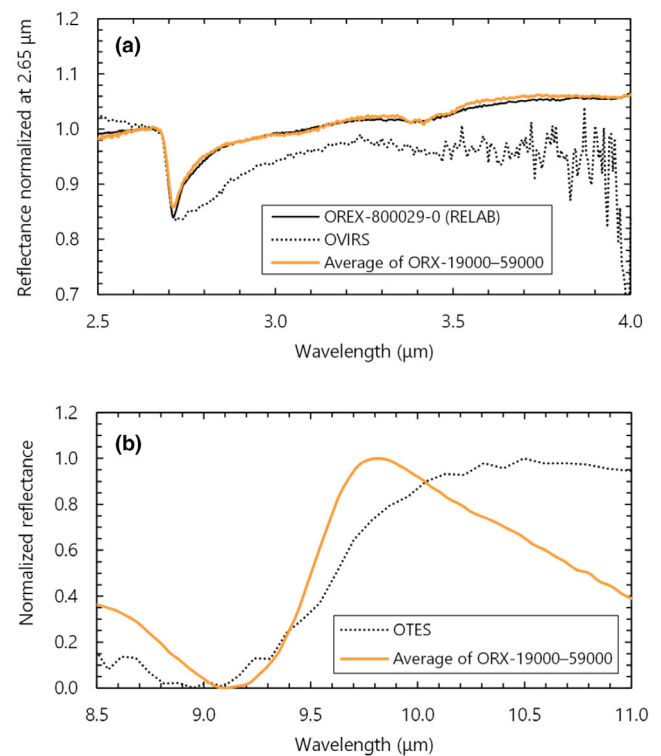 (a)
1.2
1.1
1.0
0.9
0.8
0.7
Reflectance normalized at 2.65 µm
OREX-800029-0 (RELAB)
OVIRS
Average of ORX-19000–59000
2.5 3.0 3.5 4.0
Wavelength (µm)
(b)
1.2
1.0
0.8
0.6
0.4
0.2
0.0
Normalized reflectance
OTES
Average of ORX-19000–59000
8.5 9.0 9.5 10.0 10.5 11.0
Wavelength (µm)